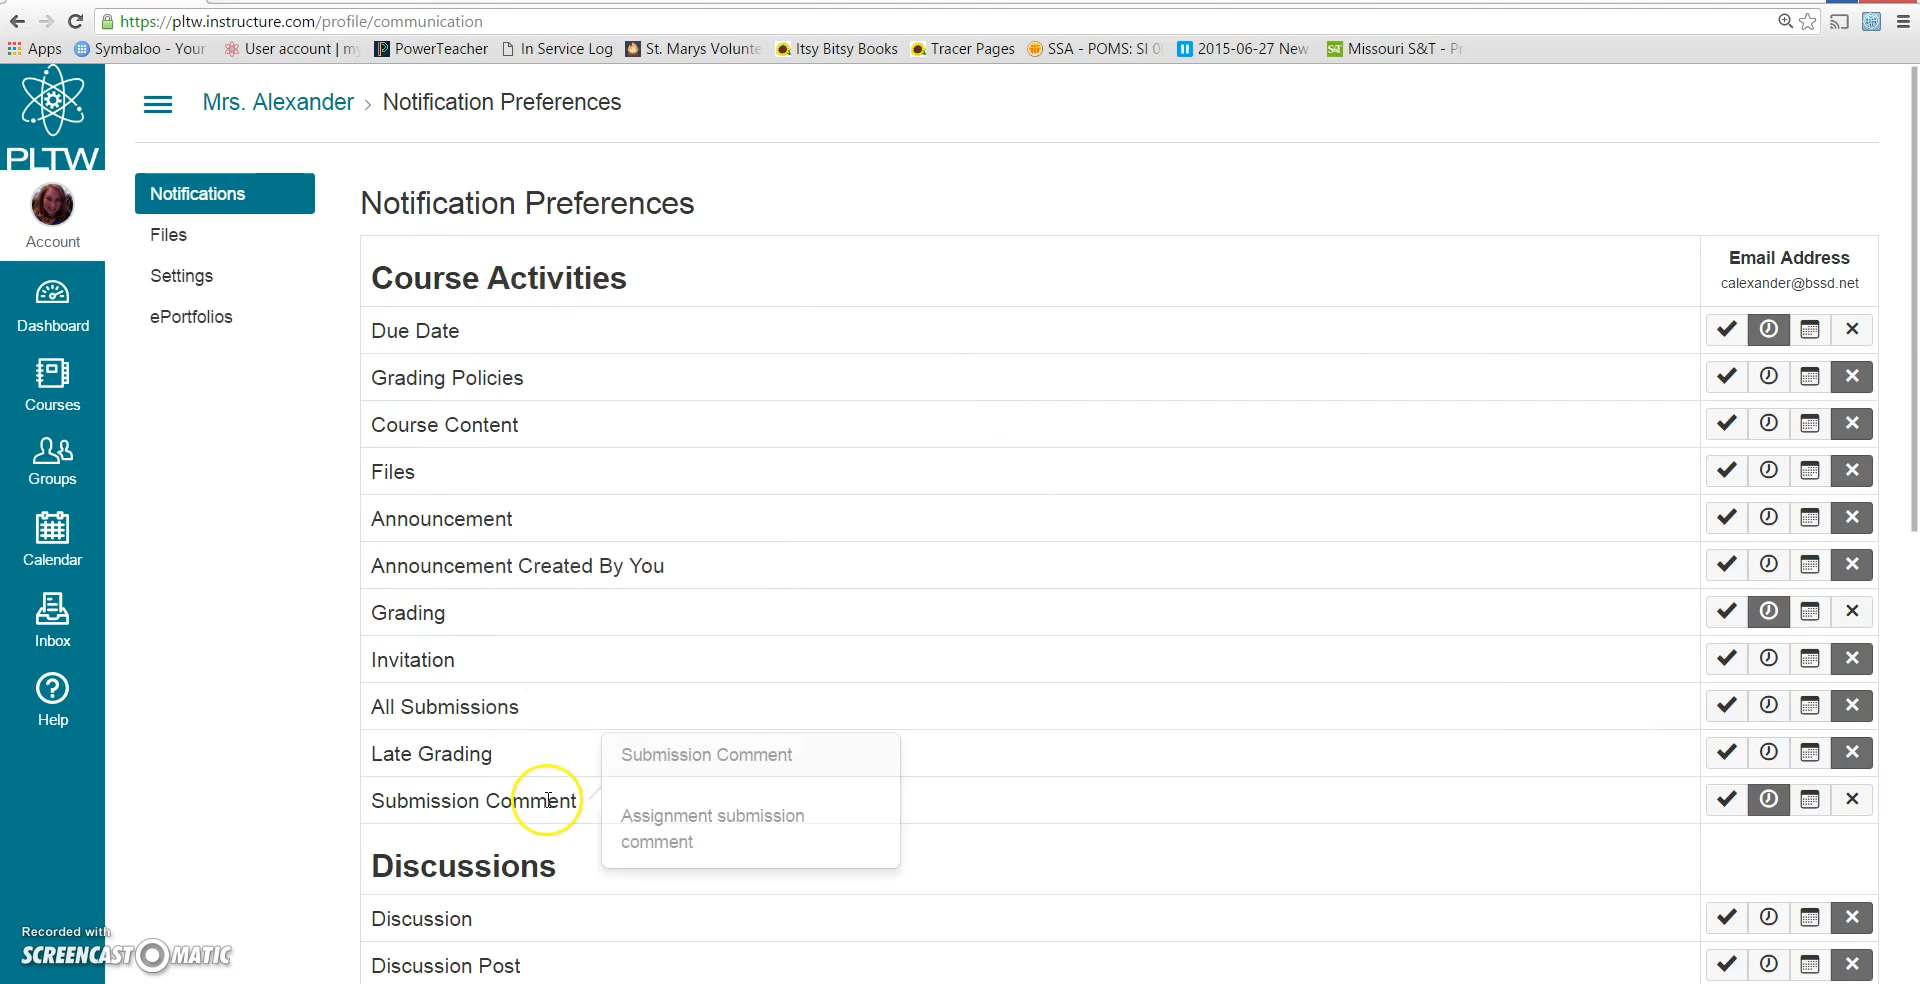 https://pltw.instructure.com/profile/communication
Apps Symbaloo - Your User account | my PowerTeacher In Service Log St. Marys Volunte Itsy Bitsy Books Tracer Pages SSA - POMS: SI 0 2015-06-27 New Missouri S&T - Pr
PLTW
Account
Dashboard
Courses
Groups
Calendar
Inbox
Help
Mrs. Alexander › Notification Preferences
Notifications
Files
Settings
ePortfolios
Notification Preferences
Course Activities
Email Address
calexander@bssd.net
Due Date
Grading Policies
Course Content
Files
Announcement
Announcement Created By You
Grading
Invitation
All Submissions
Late Grading
Submission Comment
Submission Comment
Assignment submission
comment
Discussions
Discussion
Discussion Post
Recorded with
SCREENCAST-O-MATIC